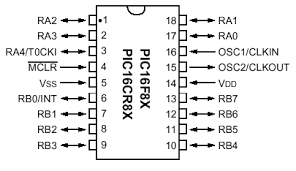 RA2 1 18 RA1
RA3 2 17 RA0
RA4/T0CKI 3 16 OSC1/CLKIN
MCLR 4 15 OSC2/CLKOUT
Vss 5 14 VDD
RB0/INT 6 13 RB7
RB1 7 12 RB6
RB2 8 11 RB5
RB3 9 10 RB4
PIC16F8X
PIC16CR8X